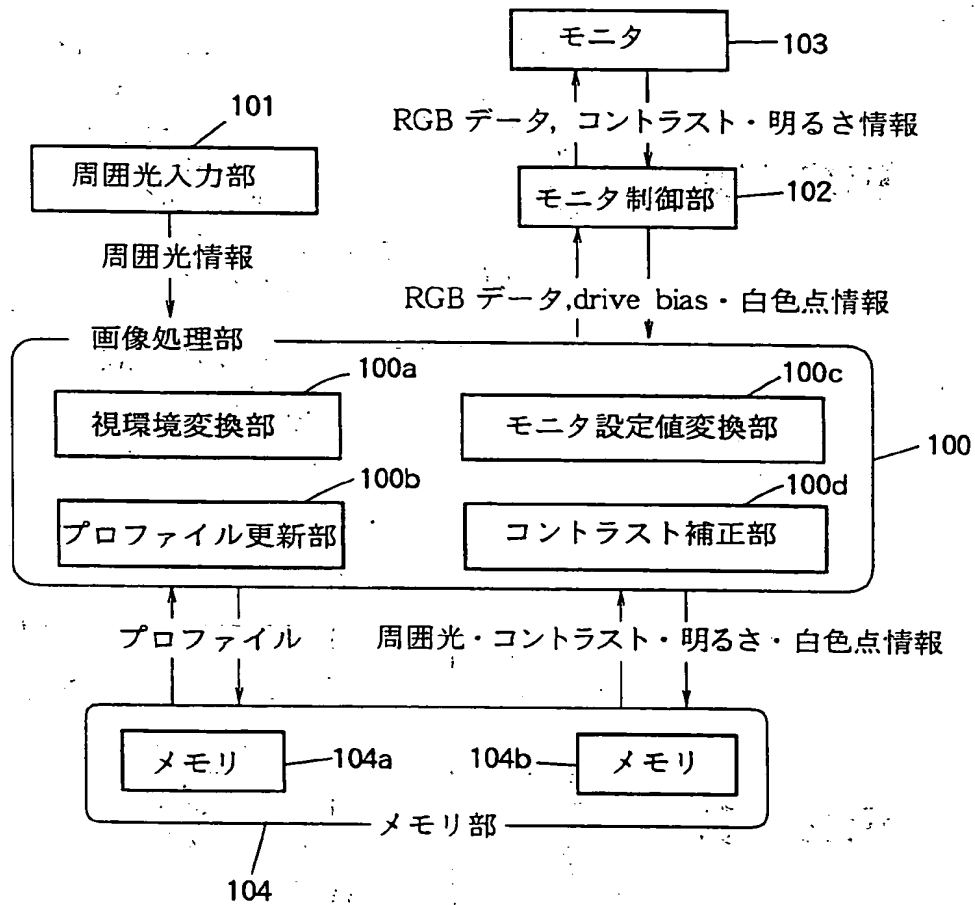 モニタ
103
RGB データ, コントラスト・明るさ情報
101
周囲光入力部
モニタ制御部
102
周囲光情報
RGB データ,drive bias・白色点情報
画像処理部
100a
100c
視環境変換部
モニタ設定値変換部
100
100b
100d
プロファイル更新部
コントラスト補正部
プロファイル
周囲光・コントラスト・明るさ・白色点情報
メモリ
104a
104b
メモリ
メモリ部
104